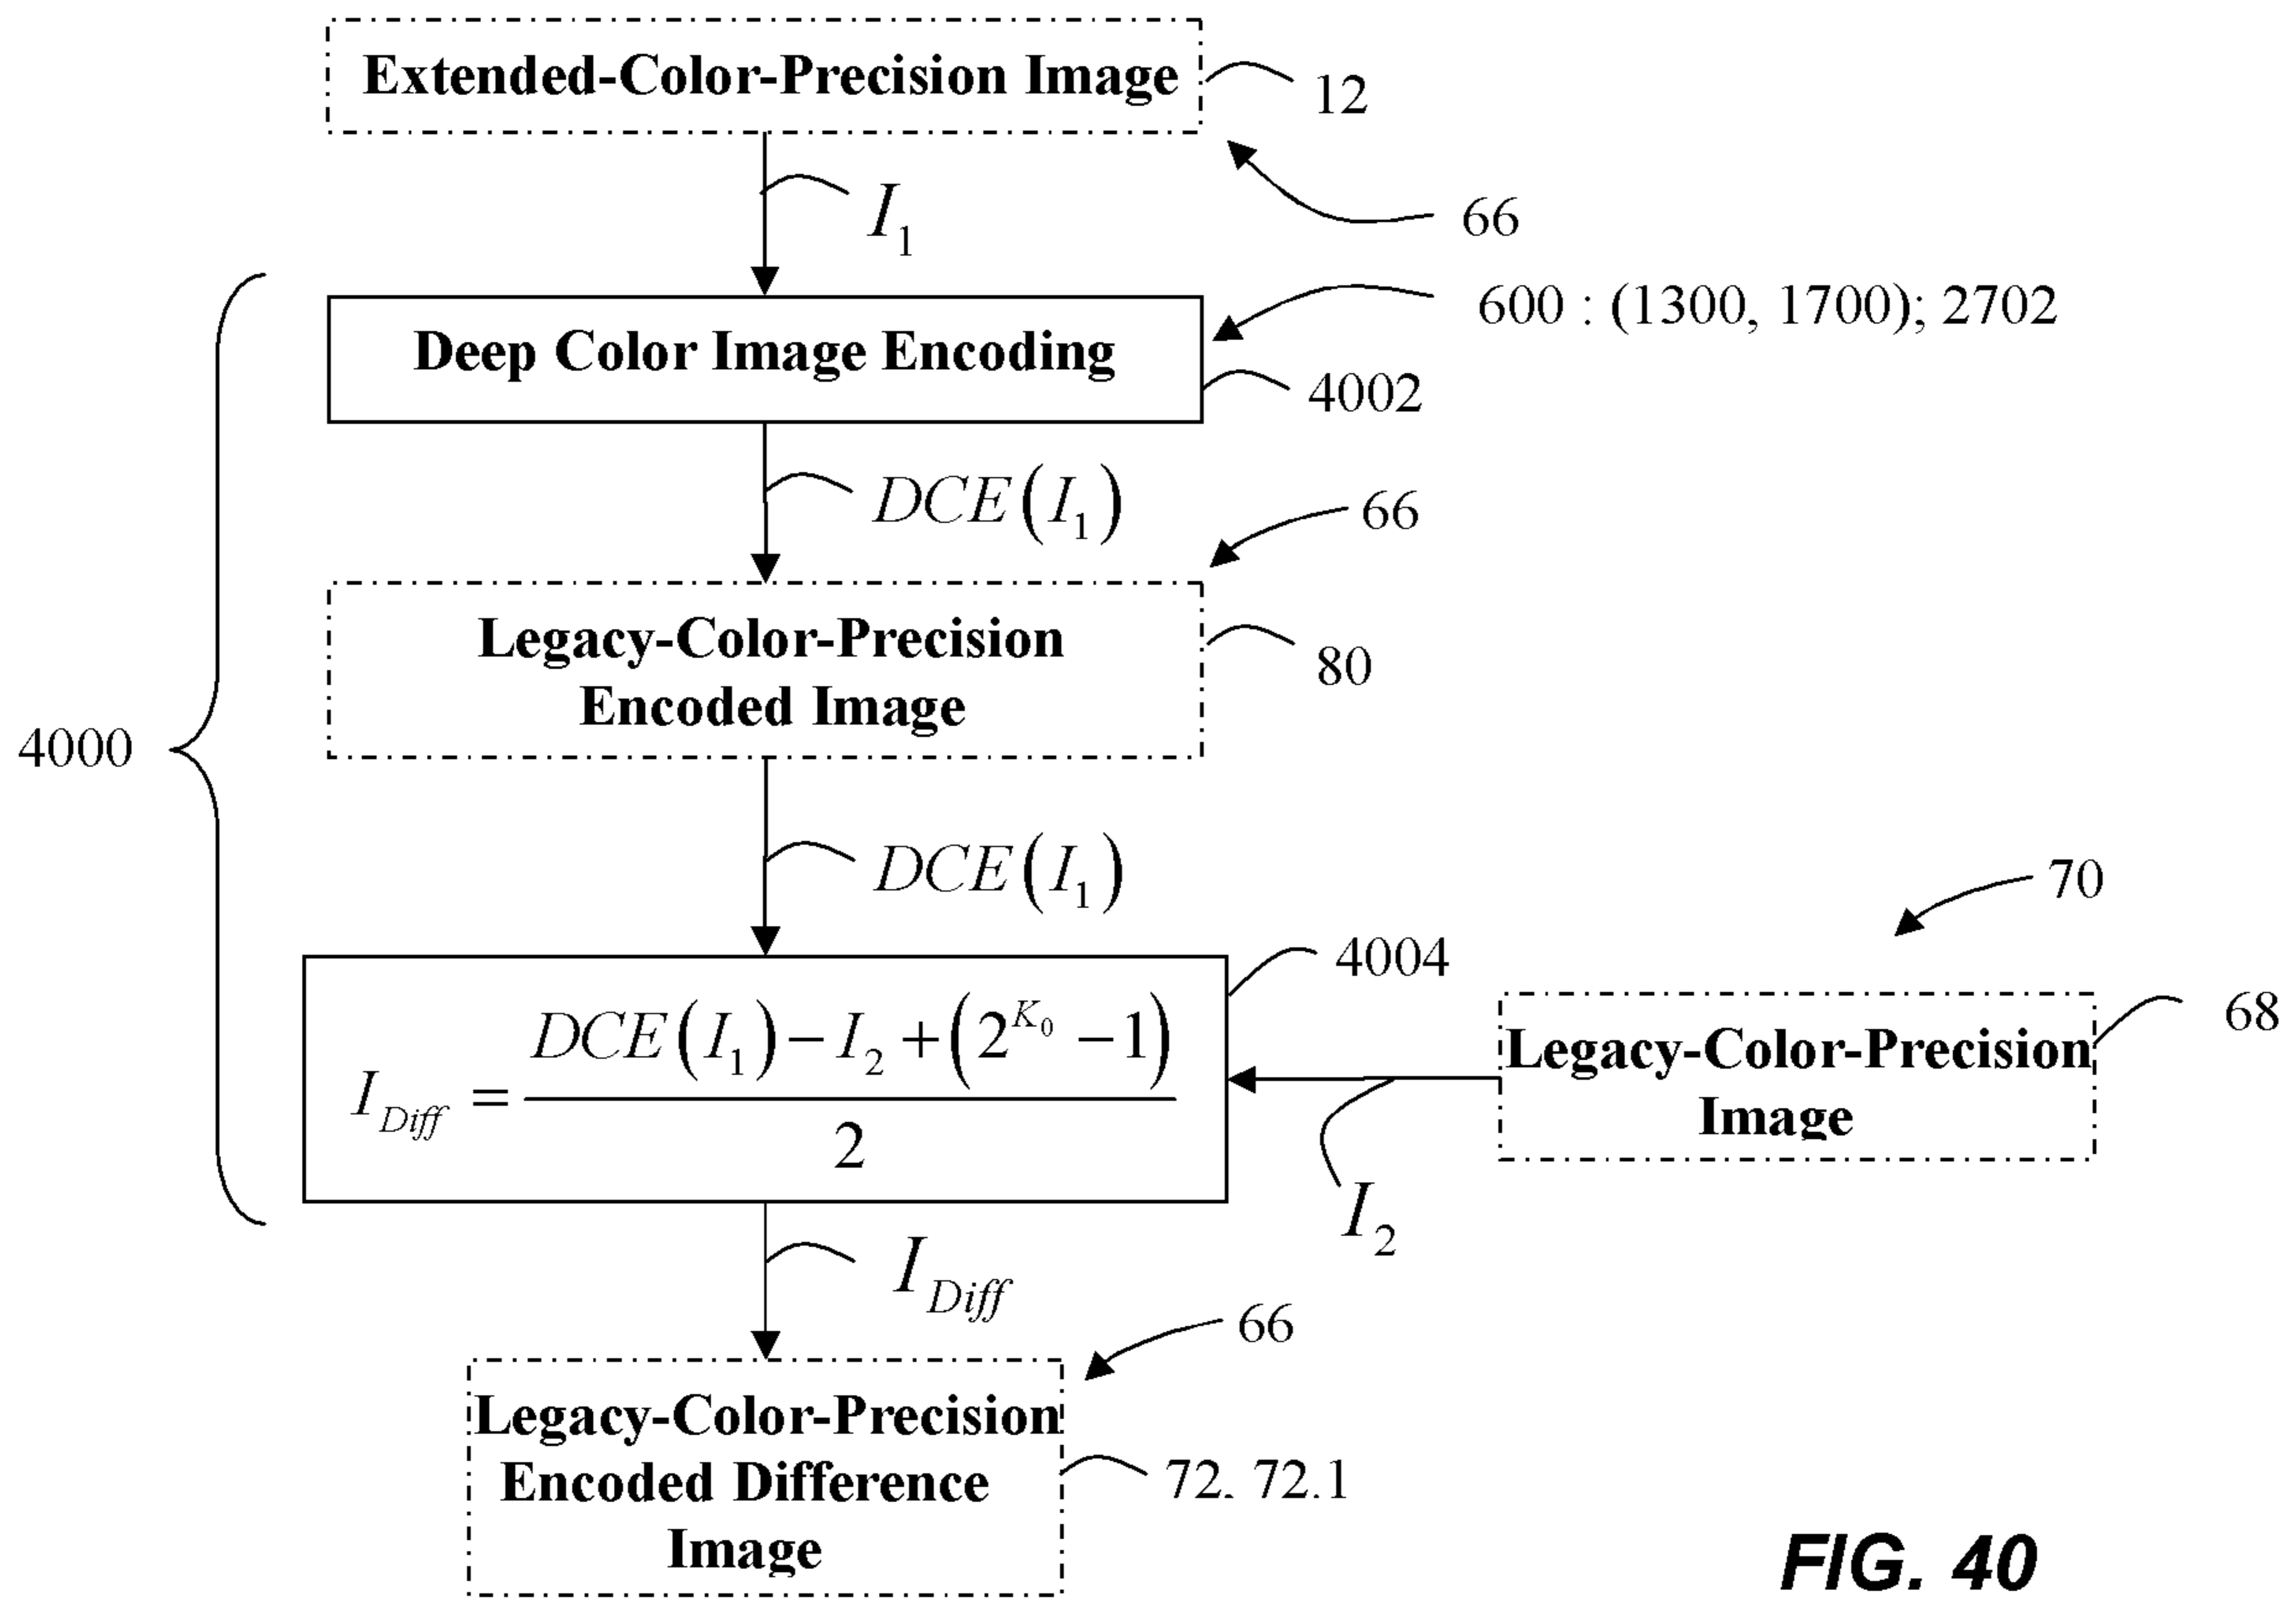 Extended-Color-Precision Image
12
I₁
66
600 : (1300, 1700); 2702
Deep Color Image Encoding
4002
DCE(I₁)
66
Legacy-Color-Precision
Encoded Image
80
4000
DCE(I₁)
70
4004
68
I_Diff = (DCE(I₁) − I₂ + (2^K₀ − 1)) / 2
Legacy-Color-Precision
Image
I₂
I_Diff
66
Legacy-Color-Precision
Encoded Difference
Image
72, 72.1
FIG. 40